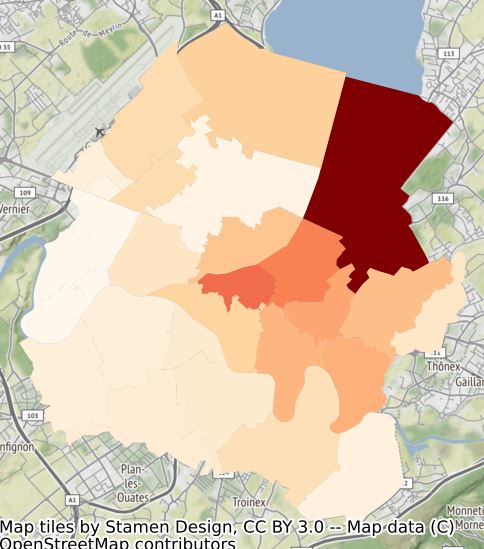 A1
35
Route-de-Meyrin
113
109
116
Vernier
Thônex
Gaillar
103
nfignon
Plan-
les-
Ouates
A1
Troinex
Monneti
Morne
Map tiles by Stamen Design, CC BY 3.0 -- Map data (C)
OpenStreetMap contributors